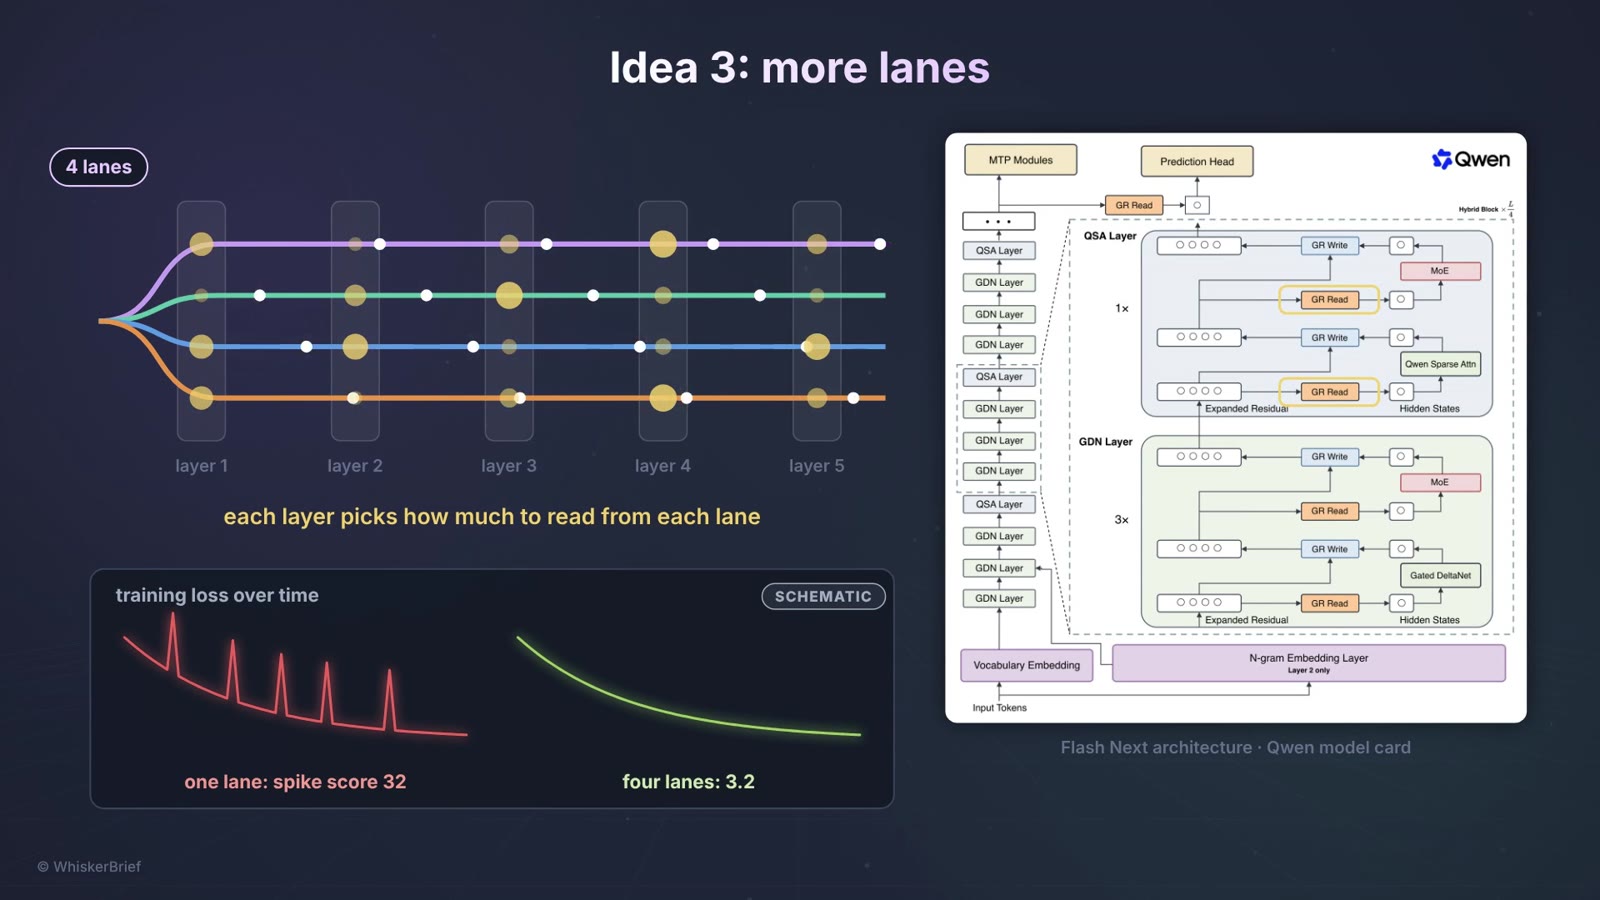 Idea 3: more lanes
4 lanes
layer 1
layer 2
layer 3
layer 4
layer 5
each layer picks how much to read from each lane
training loss over time
SCHEMATIC
one lane: spike score 32
four lanes: 3.2
© WhiskerBrief
MTP Modules
Prediction Head
Qwen
GR Read
Hybrid Block × L/4
• • •
QSA Layer
GDN Layer
GDN Layer
GDN Layer
QSA Layer
GDN Layer
GDN Layer
GDN Layer
QSA Layer
GDN Layer
GDN Layer
GDN Layer
QSA Layer
GR Write
MoE
1×
GR Read
GR Write
Qwen Sparse Attn
GR Read
Expanded Residual
Hidden States
GDN Layer
GR Write
MoE
3×
GR Read
GR Write
Gated DeltaNet
GR Read
Expanded Residual
Hidden States
Vocabulary Embedding
N-gram Embedding Layer
Layer 2 only
Input Tokens
Flash Next architecture · Qwen model card